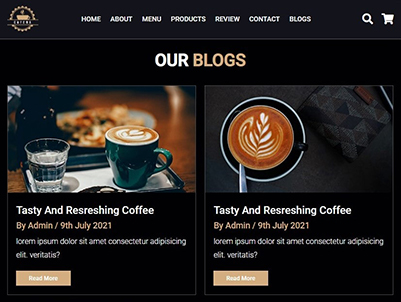 HOME ABOUT MENU PRODUCTS REVIEW CONTACT BLOGS
OUR BLOGS
Tasty And Resreshing Coffee
By Admin / 9th July 2021
lorem ipsum dolor sit amet consectetur adipisicing
elit. veritatis?
Read More
Tasty And Resreshing Coffee
By Admin / 9th July 2021
lorem ipsum dolor sit amet consectetur adipisicing
elit. veritatis?
Read More